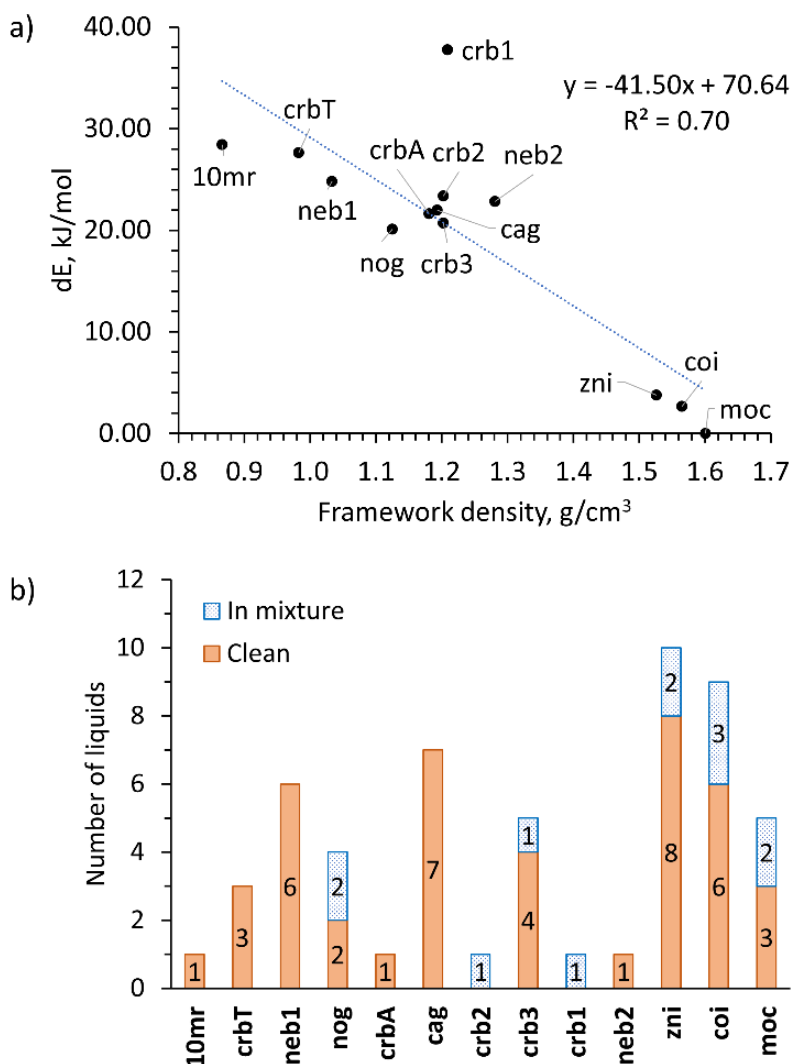 a)
40.00
30.00
20.00
10.00
0.00
dE, kJ/mol
crb1
y = -41.50x + 70.64
R² = 0.70
crbT
10mr
crbA
crb2
neb2
neb1
cag
nog
crb3
coi
zni
moc
0.8 0.9 1.0 1.1 1.2 1.3 1.4 1.5 1.6 1.7
Framework density, g/cm³
b)
12
10
8
6
4
2
0
Number of liquids
In mixture
Clean
1
3
6
2
2
1
7
1
1
4
1
1
2
8
3
6
2
3
10mr crbT neb1 nog crbA cag crb2 crb3 crb1 neb2 zni coi moc